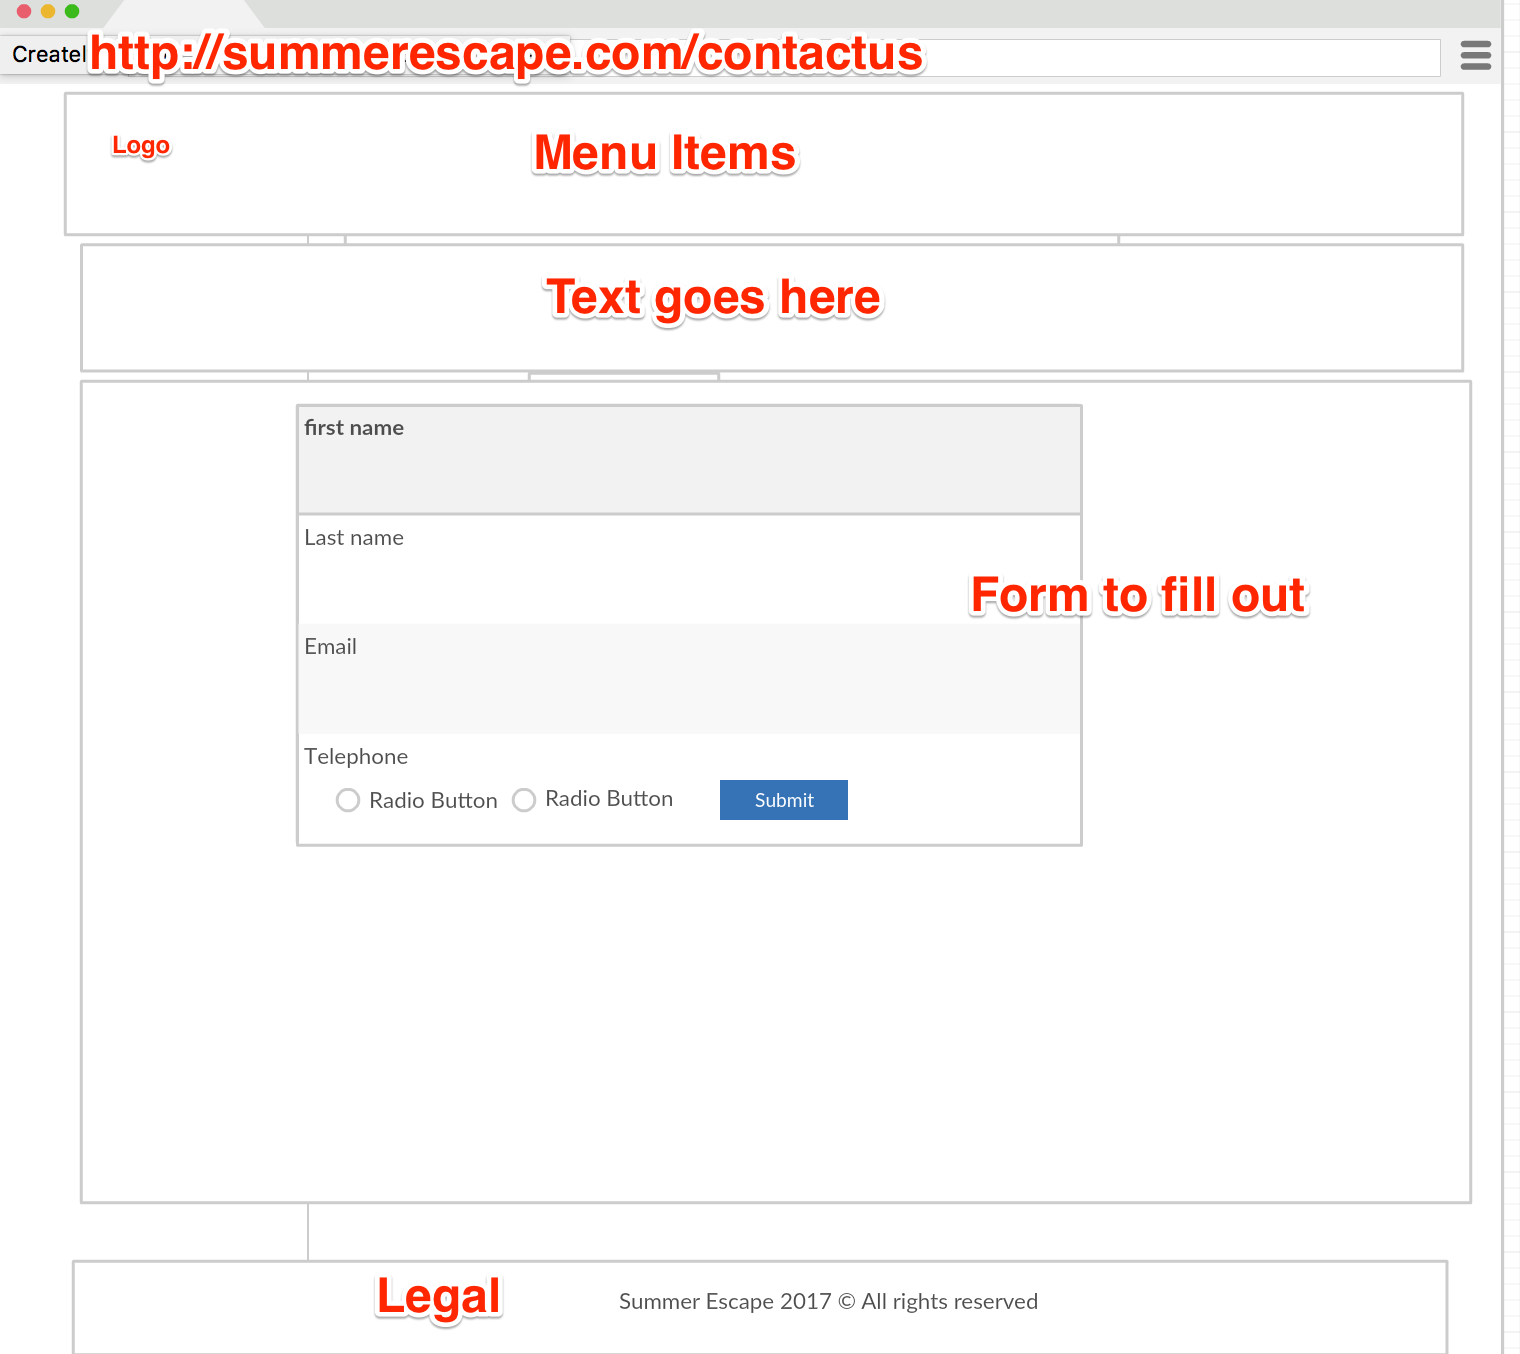 Create
http://summerescape.com/contactus
Logo
Menu Items
Text goes here
first name
Last name
Form to fill out
Email
Telephone
Radio Button Radio Button Submit
Legal
Summer Escape 2017 © All rights reserved